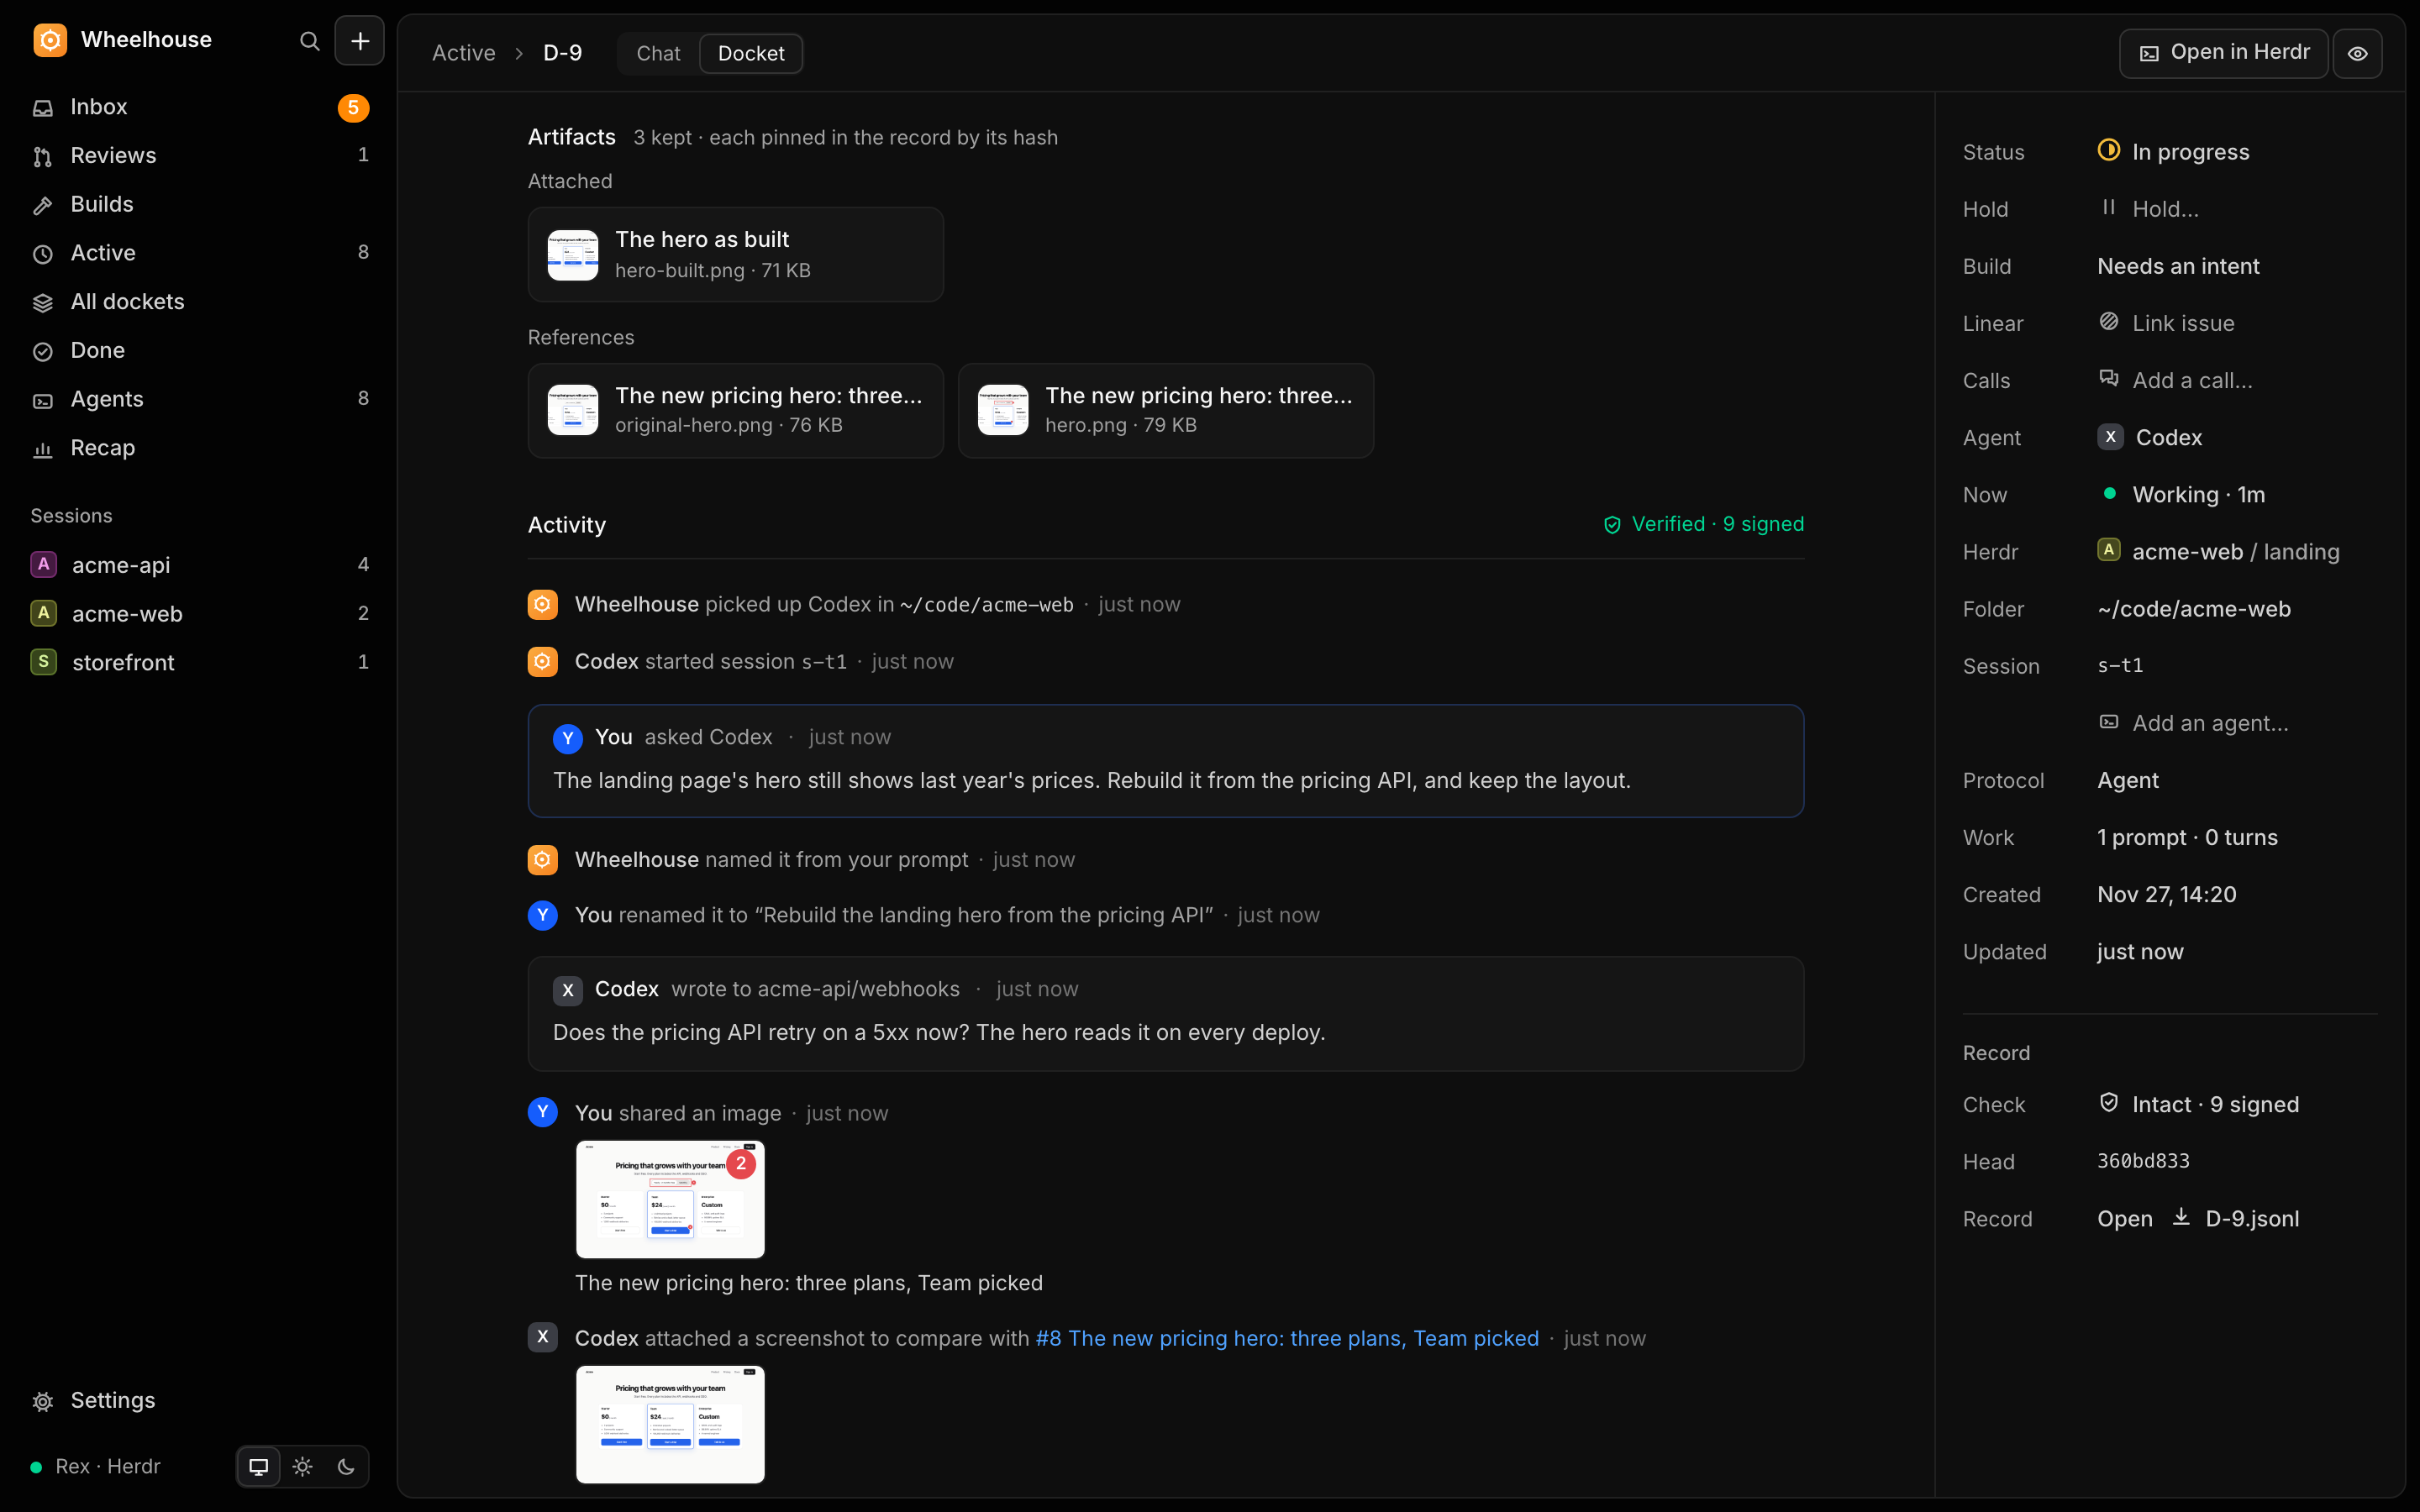 Wheelhouse
Inbox 5
Reviews 1
Builds
Active 8
All dockets
Done
Agents 8
Recap
Sessions
A acme-api 4
A acme-web 2
S storefront 1
Settings
Rex · Herdr
Active › D-9 Chat Docket
Open in Herdr
Artifacts 3 kept · each pinned in the record by its hash
Attached
The hero as built
hero-built.png · 71 KB
References
The new pricing hero: three...
original-hero.png · 76 KB
The new pricing hero: three...
hero.png · 79 KB
Activity Verified · 9 signed
Wheelhouse picked up Codex in ~/code/acme-web · just now
Codex started session s-t1 · just now
Y You asked Codex · just now
The landing page's hero still shows last year's prices. Rebuild it from the pricing API, and keep the layout.
Wheelhouse named it from your prompt · just now
Y You renamed it to “Rebuild the landing hero from the pricing API” · just now
X Codex wrote to acme-api/webhooks · just now
Does the pricing API retry on a 5xx now? The hero reads it on every deploy.
Y You shared an image · just now
Pricing that grows with your team 2
$0 $24 Custom
The new pricing hero: three plans, Team picked
X Codex attached a screenshot to compare with #8 The new pricing hero: three plans, Team picked · just now
Pricing that grows with your team
$0 $24 Custom
Status In progress
Hold Hold...
Build Needs an intent
Linear Link issue
Calls Add a call...
Agent X Codex
Now Working · 1m
Herdr A acme-web / landing
Folder ~/code/acme-web
Session s-t1
Add an agent...
Protocol Agent
Work 1 prompt · 0 turns
Created Nov 27, 14:20
Updated just now
Record
Check Intact · 9 signed
Head 360bd833
Record Open D-9.jsonl